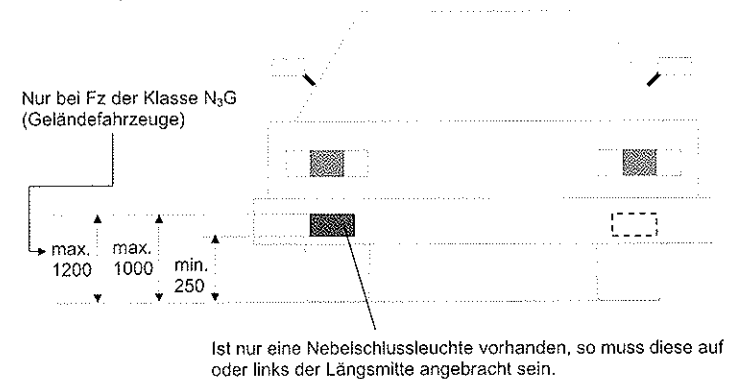 Nur bei Fz der Klasse N₃G
(Geländefahrzeuge)
max.
1200
max.
1000
min.
250
Ist nur eine Nebelschlussleuchte vorhanden, so muss diese auf
oder links der Längsmitte angebracht sein.